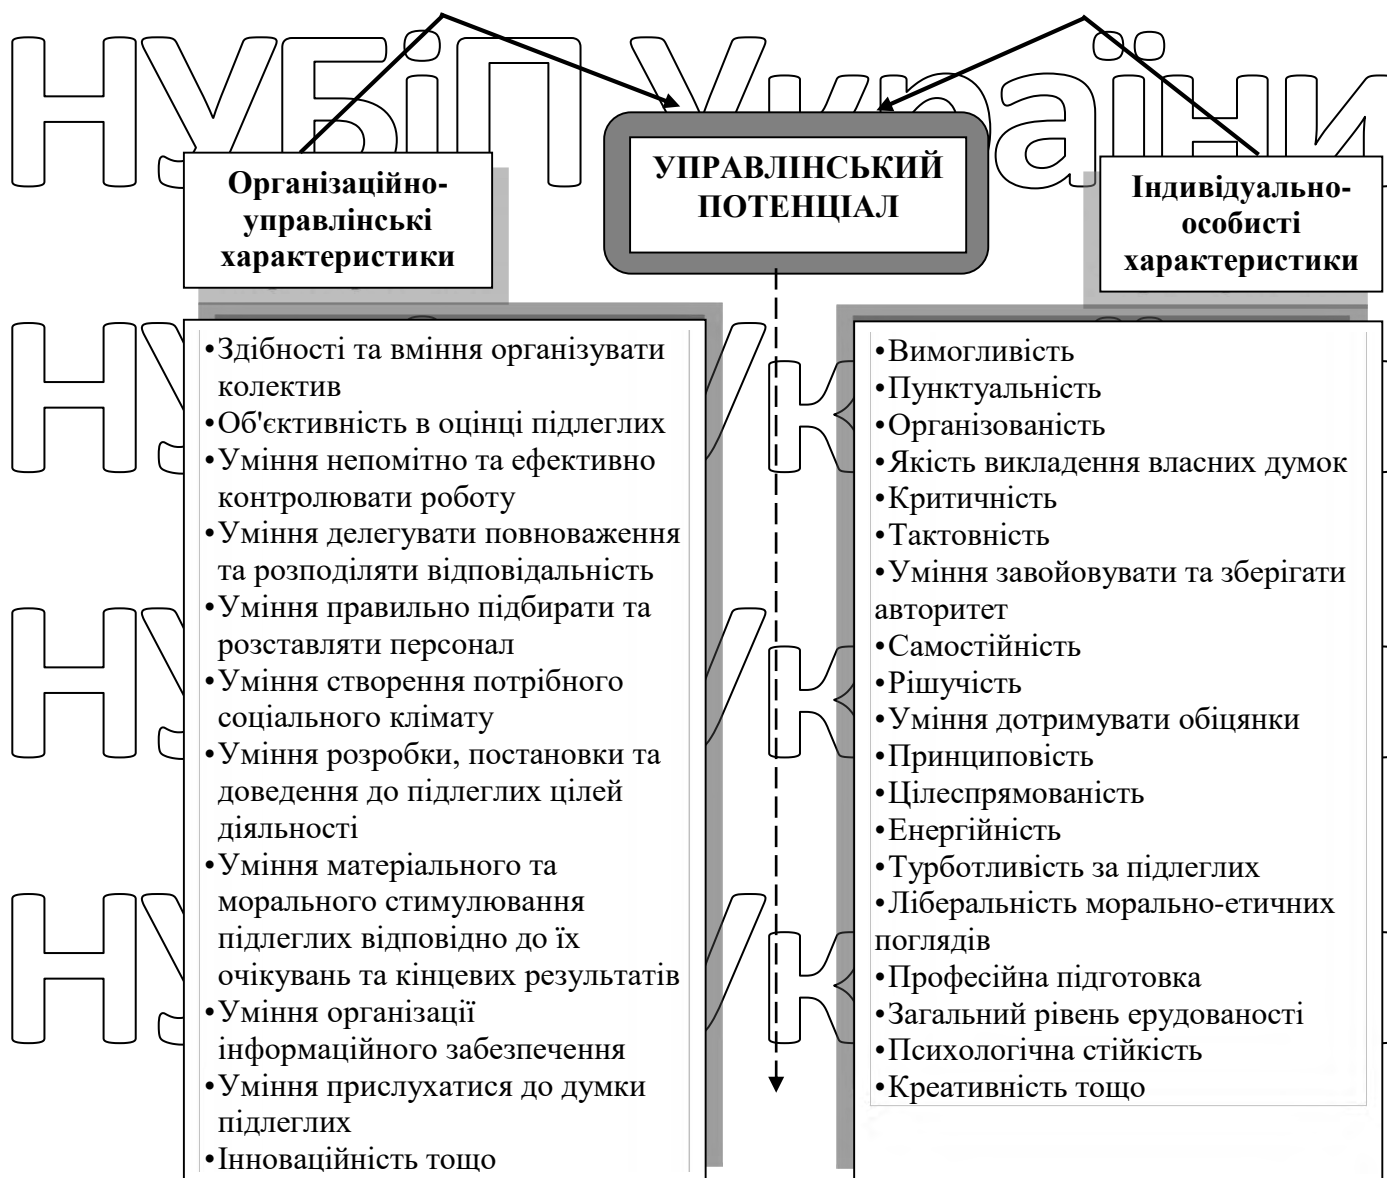 НУБіП України
УПРАВЛІНСЬКИЙ
ПОТЕНЦІАЛ
Організаційно-
управлінські
характеристики
Індивідуально-
особисті
характеристики
•Здібності та вміння організувати
колектив
•Об'єктивність в оцінці підлеглих
•Уміння непомітно та ефективно
контролювати роботу
•Уміння делегувати повноваження
та розподіляти відповідальність
•Уміння правильно підбирати та
розставляти персонал
•Уміння створення потрібного
соціального клімату
•Уміння розробки, постановки та
доведення до підлеглих цілей
діяльності
•Уміння матеріального та
морального стимулювання
підлеглих відповідно до їх
очікувань та кінцевих результатів
•Уміння організації
інформаційного забезпечення
•Уміння прислухатися до думки
підлеглих
•Інноваційність тощо
•Вимогливість
•Пунктуальність
•Організованість
•Якість викладення власних думок
•Критичність
•Тактовність
•Уміння завойовувати та зберігати
авторитет
•Самостійність
•Рішучість
•Уміння дотримувати обіцянки
•Принциповість
•Цілеспрямованість
•Енергійність
•Турботливість за підлеглих
•Ліберальність морально-етичних
поглядів
•Професійна підготовка
•Загальний рівень ерудованості
•Психологічна стійкість
•Креативність тощо